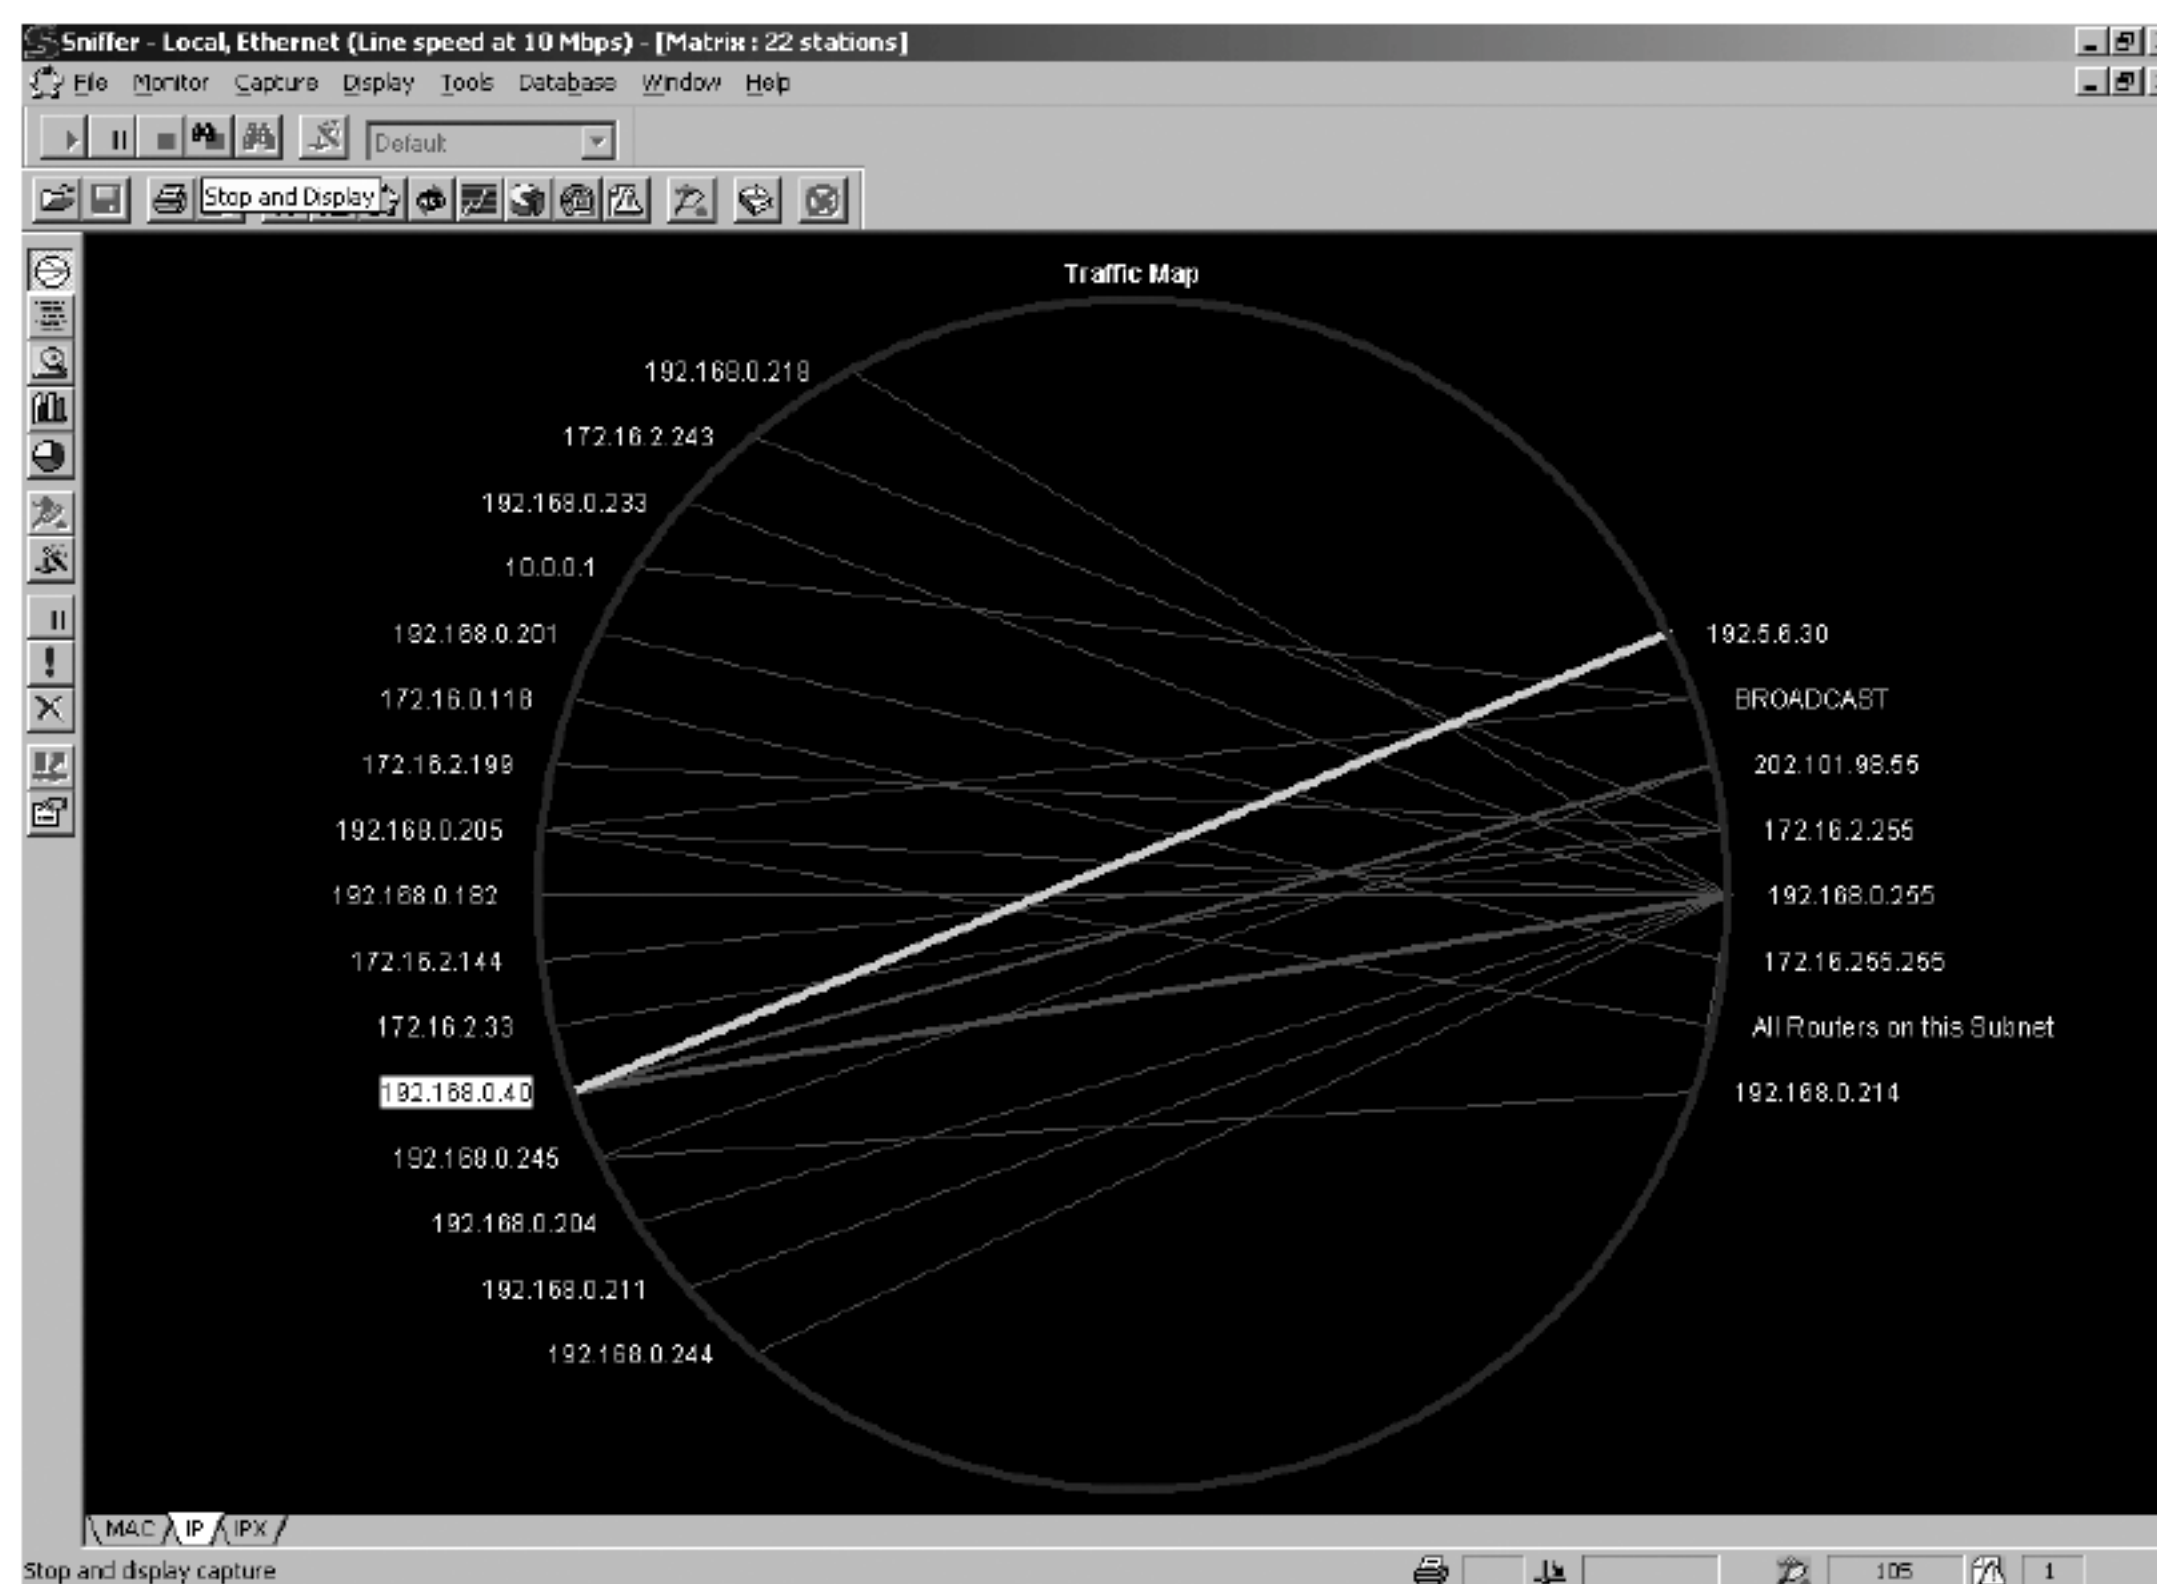 Sniffer - Local, Ethernet (Line speed at 10 Mbps) - [Matrix : 22 stations]
File Monitor Capture Display Tools Database Window Help
Default
Stop and Display
Traffic Map
192.168.0.218
172.16.2.243
192.168.0.233
10.0.0.1
192.168.0.201
172.16.0.118
172.16.2.199
192.168.0.205
192.168.0.182
172.16.2.144
172.16.2.33
192.168.0.40
192.168.0.245
192.168.0.204
192.168.0.211
192.168.0.244
192.5.6.30
BROADCAST
202.101.98.55
172.16.2.255
192.168.0.255
172.16.255.255
All Routers on this Subnet
192.168.0.214
MAC IP IPX
Stop and display capture
105
1